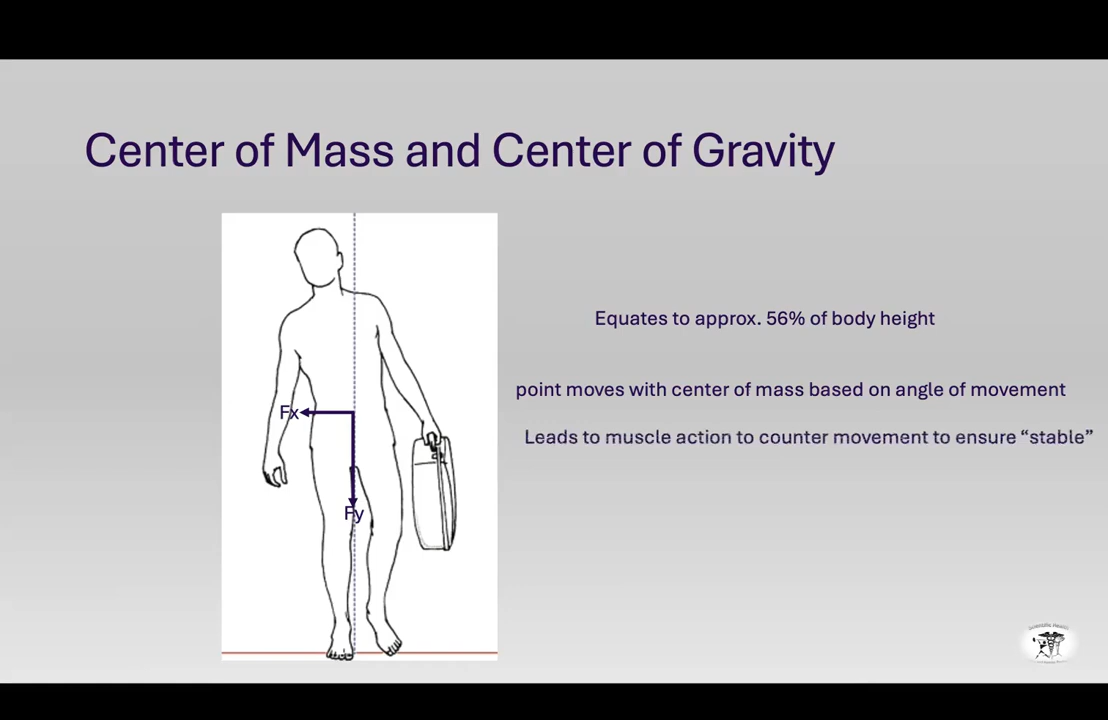 Center of Mass and Center of Gravity
Equates to approx. 56% of body height
point moves with center of mass based on angle of movement
Fx
Leads to muscle action to counter movement to ensure “stable”
Fy